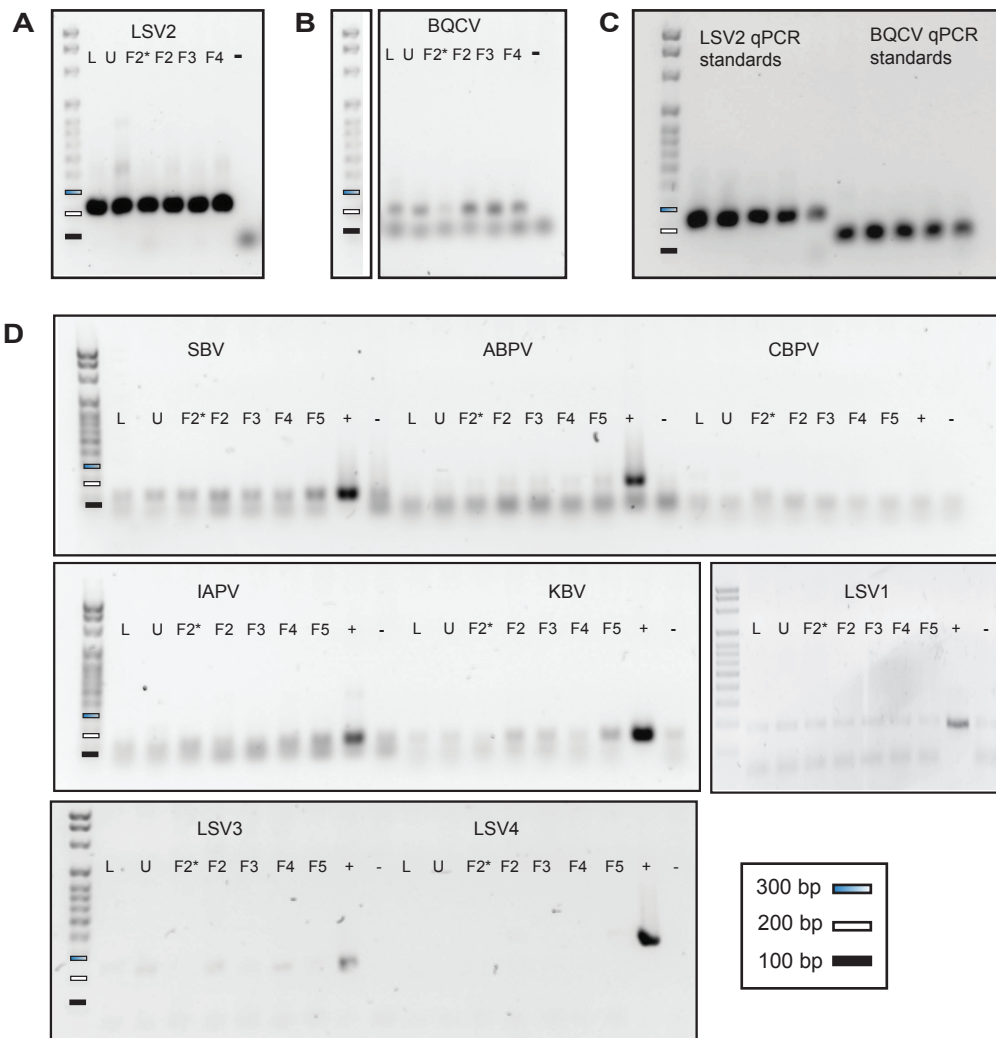 A
LSV2
L U F2* F2 F3 F4 -
B
BQCV
L U F2* F2 F3 F4 -
C
LSV2 qPCR
standards
BQCV qPCR
standards
D
SBV ABPV CBPV
L U F2* F2 F3 F4 F5 + - L U F2* F2 F3 F4 F5 + - L U F2* F2 F3 F4 F5 + -
IAPV KBV
L U F2* F2 F3 F4 F5 + - L U F2* F2 F3 F4 F5 + -
LSV1
L U F2* F2 F3 F4 F5 + -
LSV3 LSV4
L U F2* F2 F3 F4 F5 + - L U F2* F2 F3 F4 F5 + -
300 bp
200 bp
100 bp